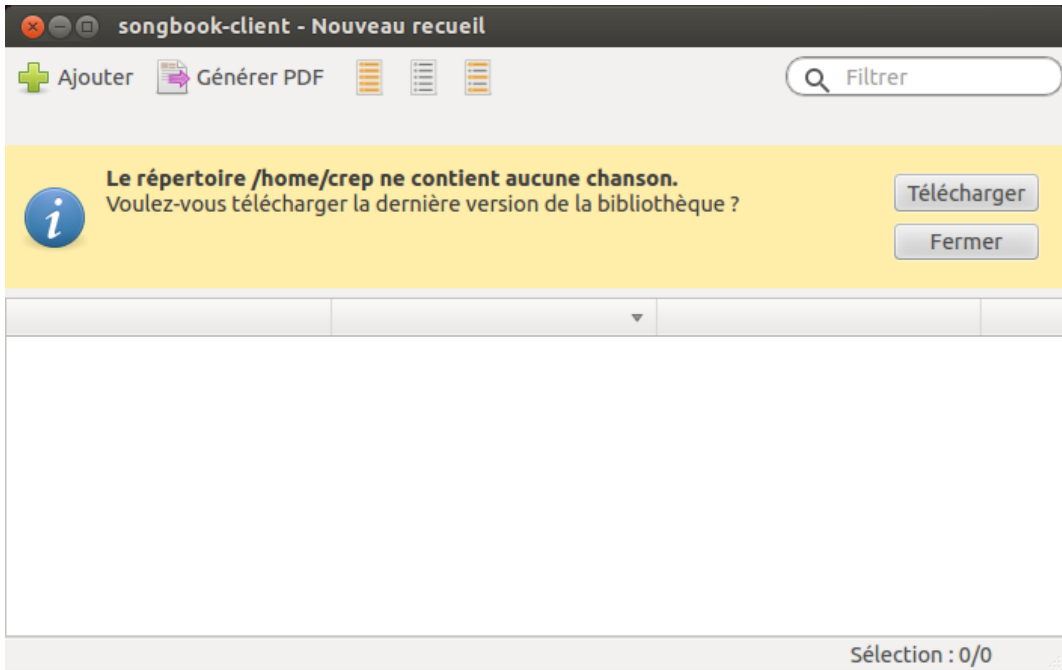 songbook-client - Nouveau recueil
Ajouter Générer PDF Filtrer
Le répertoire /home/crep ne contient aucune chanson.
Voulez-vous télécharger la dernière version de la bibliothèque ?
Télécharger
Fermer
Sélection : 0/0